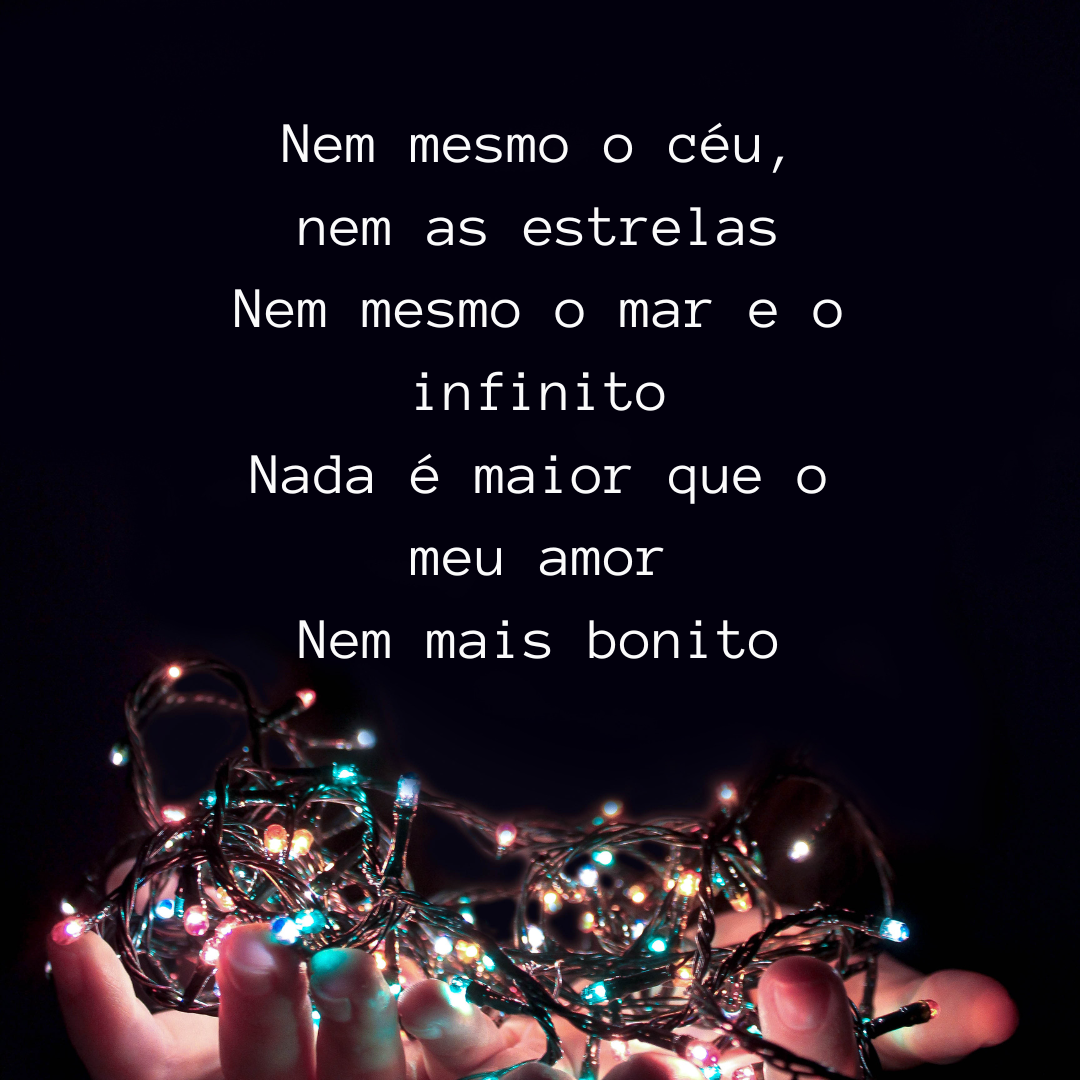 Nem mesmo o céu,
nem as estrelas
Nem mesmo o mar e o
infinito
Nada é maior que o
meu amor
Nem mais bonito